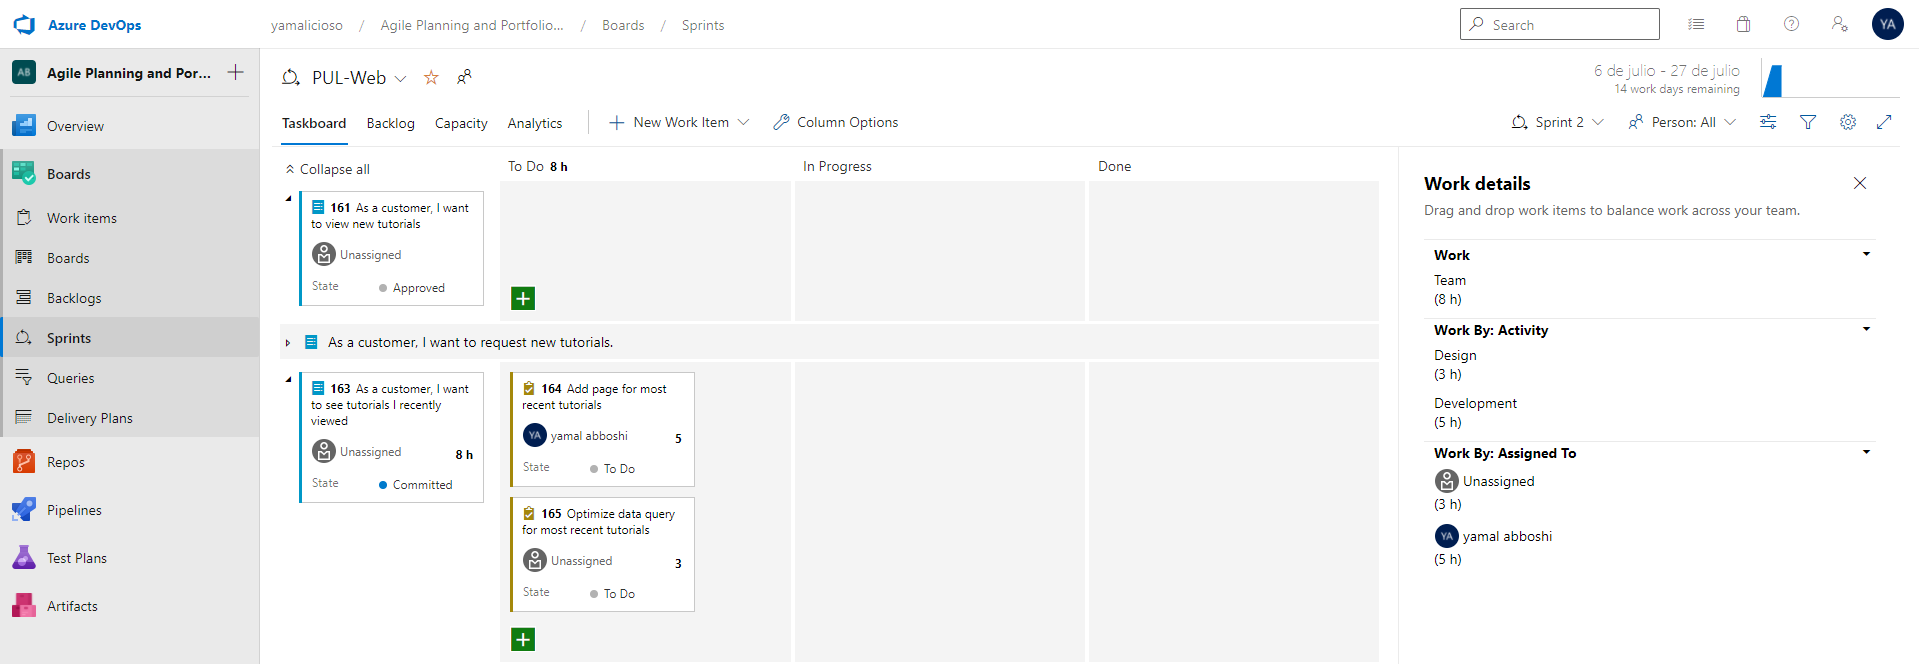 Azure DevOps
yamalicioso / Agile Planning and Portfolio... / Boards / Sprints
Search
YA
AB
Agile Planning and Por...
Overview
Boards
Work items
Boards
Backlogs
Sprints
Queries
Delivery Plans
Repos
Pipelines
Test Plans
Artifacts
PUL-Web
6 de julio - 27 de julio
14 work days remaining
Taskboard
Backlog
Capacity
Analytics
New Work Item
Column Options
Sprint 2
Person: All
Collapse all
To Do 8 h
In Progress
Done
161 As a customer, I want
to view new tutorials
Unassigned
State
Approved
As a customer, I want to request new tutorials.
163 As a customer, I want
to see tutorials I recently
viewed
Unassigned
8 h
State
Committed
164 Add page for most
recent tutorials
YA
yamal abboshi
5
State
To Do
165 Optimize data query
for most recent tutorials
Unassigned
3
State
To Do
Work details
Drag and drop work items to balance work across your team.
Work
Team
(8 h)
Work By: Activity
Design
(3 h)
Development
(5 h)
Work By: Assigned To
Unassigned
(3 h)
YA
yamal abboshi
(5 h)